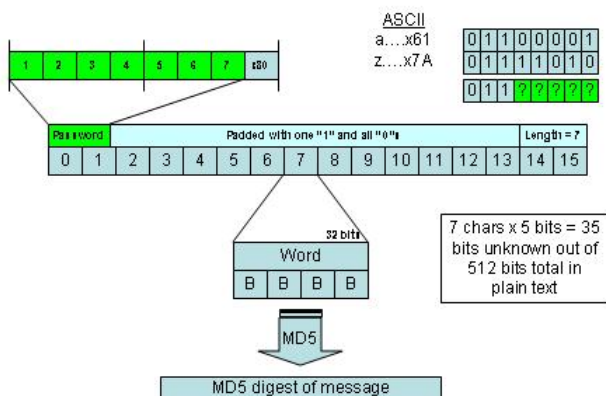 ASCII
a....x61
0 1 1 0 0 0 0 1
z....x7A
0 1 1 1 1 0 1 0
0 1 1 ? ? ? ? ?
1 2 3 4 5 6 7 x80
Password Padded with one "1" and all "0"s Length = 7
0 1 2 3 4 5 6 7 8 9 10 11 12 13 14 15
32 bits
Word
B B B B
MD5
MD5 digest of message
7 chars x 5 bits = 35
bits unknown out of
512 bits total in
plain text